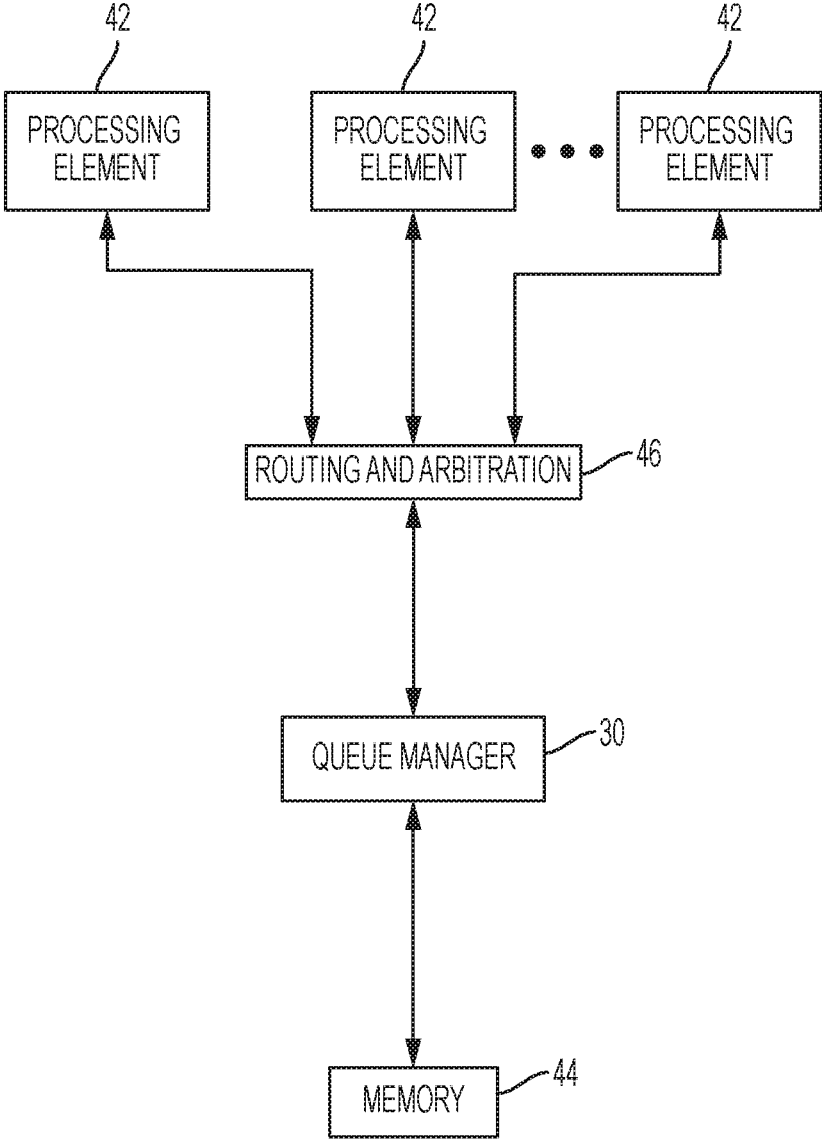 42
42
42
PROCESSING
ELEMENT
PROCESSING
ELEMENT
PROCESSING
ELEMENT
ROUTING AND ARBITRATION
46
QUEUE MANAGER
30
MEMORY
44